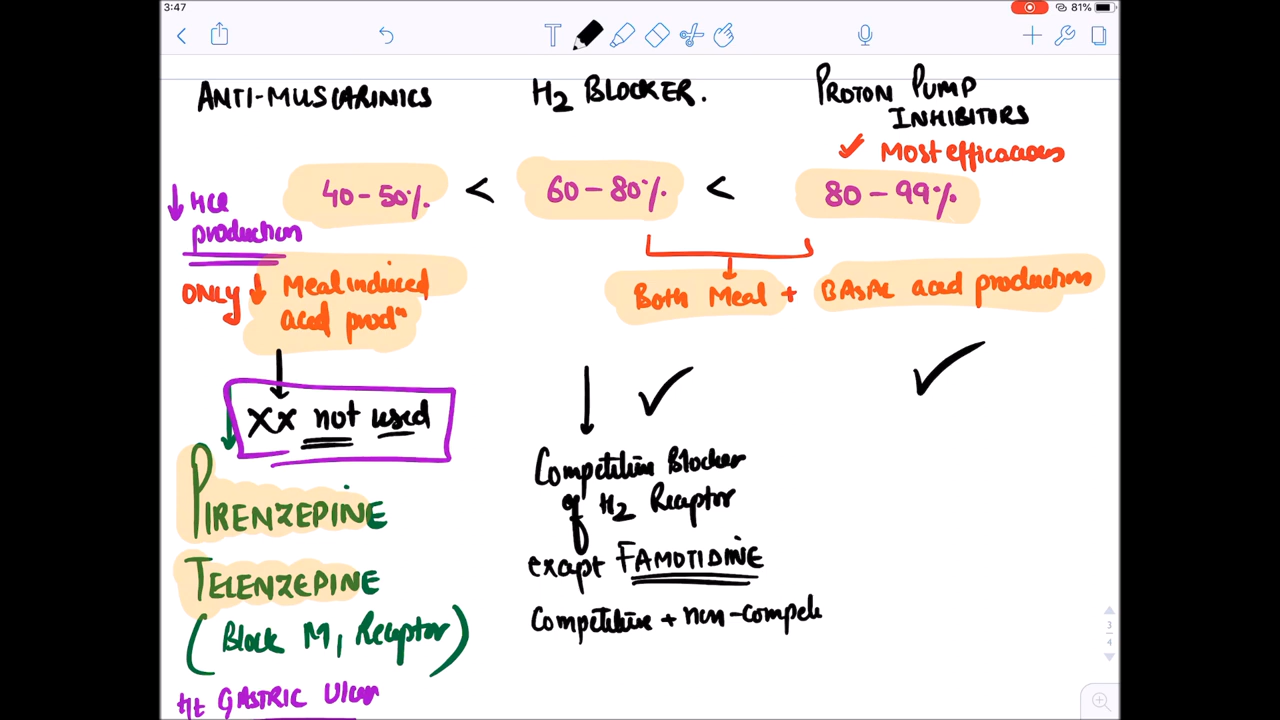 3:47
81%
T
ANTI-MUSCARINICS
H2 BLOCKER.
PROTON PUMP
INHIBITORS
✓ Most efficacious
40-50% < 60-80% < 80-99%
↓ HCl
production
ONLY ↓ Meal induced
acid prodn
Both Meal + BASAL acid production
XX not used
PIRENZEPINE
TELENZEPINE
(Block M1 Receptor)
GASTRIC Ulcer
Competitive Blocker
of H2 Receptor
except FAMOTIDINE
Competitive + non-compete
3
4